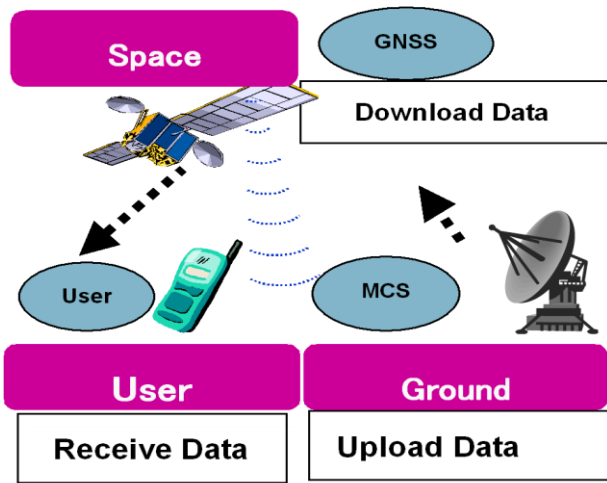 Space
GNSS
Download Data
User
MCS
User
Ground
Receive Data
Upload Data